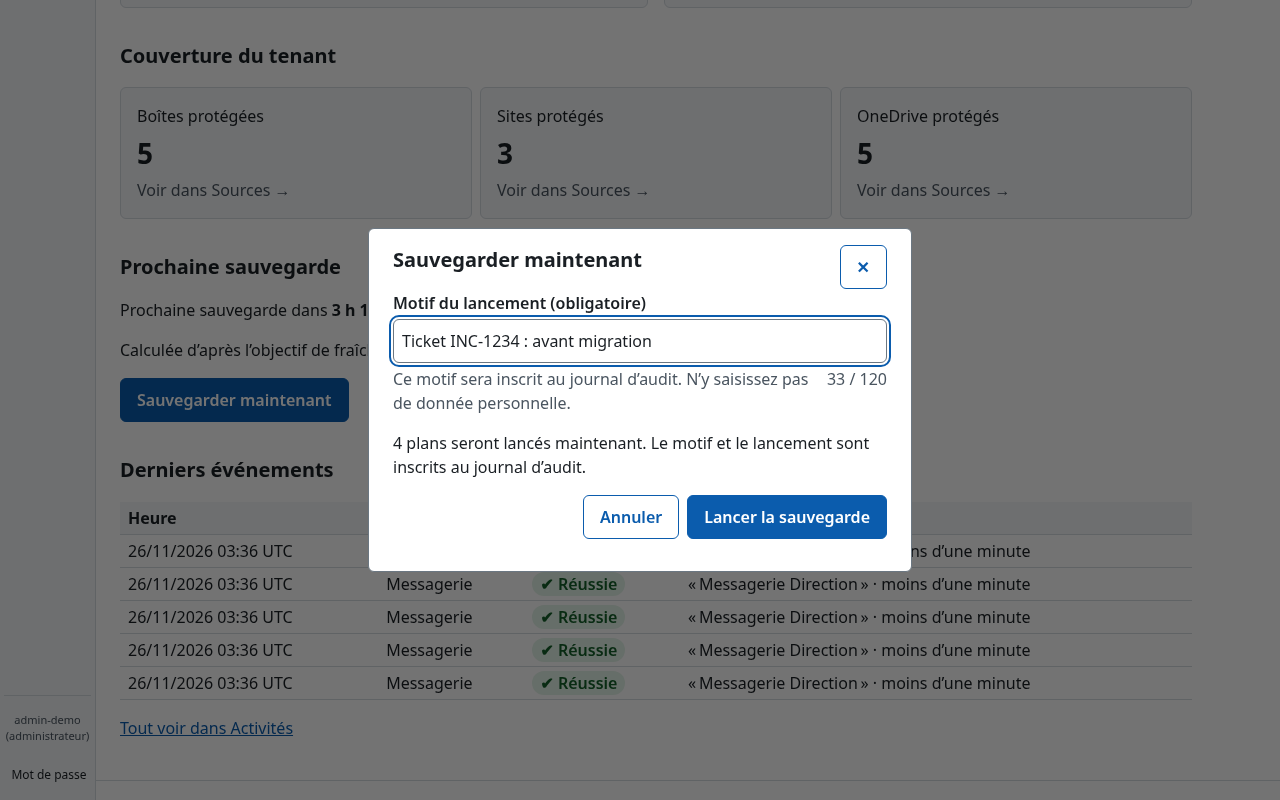 Couverture du tenant
Boîtes protégées
5
Voir dans Sources →
Sites protégés
3
Voir dans Sources →
OneDrive protégés
5
Voir dans Sources →
Prochaine sauvegarde
Prochaine sauvegarde dans 3 h 1
Calculée d’après l’objectif de fraîc
Sauvegarder maintenant
Sauvegarder maintenant
×
Motif du lancement (obligatoire)
Ticket INC-1234 : avant migration
Ce motif sera inscrit au journal d’audit. N’y saisissez pas 33 / 120
de donnée personnelle.
4 plans seront lancés maintenant. Le motif et le lancement sont
inscrits au journal d’audit.
Annuler
Lancer la sauvegarde
Derniers événements
Heure
26/11/2026 03:36 UTC ns d’une minute
26/11/2026 03:36 UTC Messagerie ✔ Réussie « Messagerie Direction » · moins d’une minute
26/11/2026 03:36 UTC Messagerie ✔ Réussie « Messagerie Direction » · moins d’une minute
26/11/2026 03:36 UTC Messagerie ✔ Réussie « Messagerie Direction » · moins d’une minute
26/11/2026 03:36 UTC Messagerie ✔ Réussie « Messagerie Direction » · moins d’une minute
Tout voir dans Activités
admin-demo
(administrateur)
Mot de passe